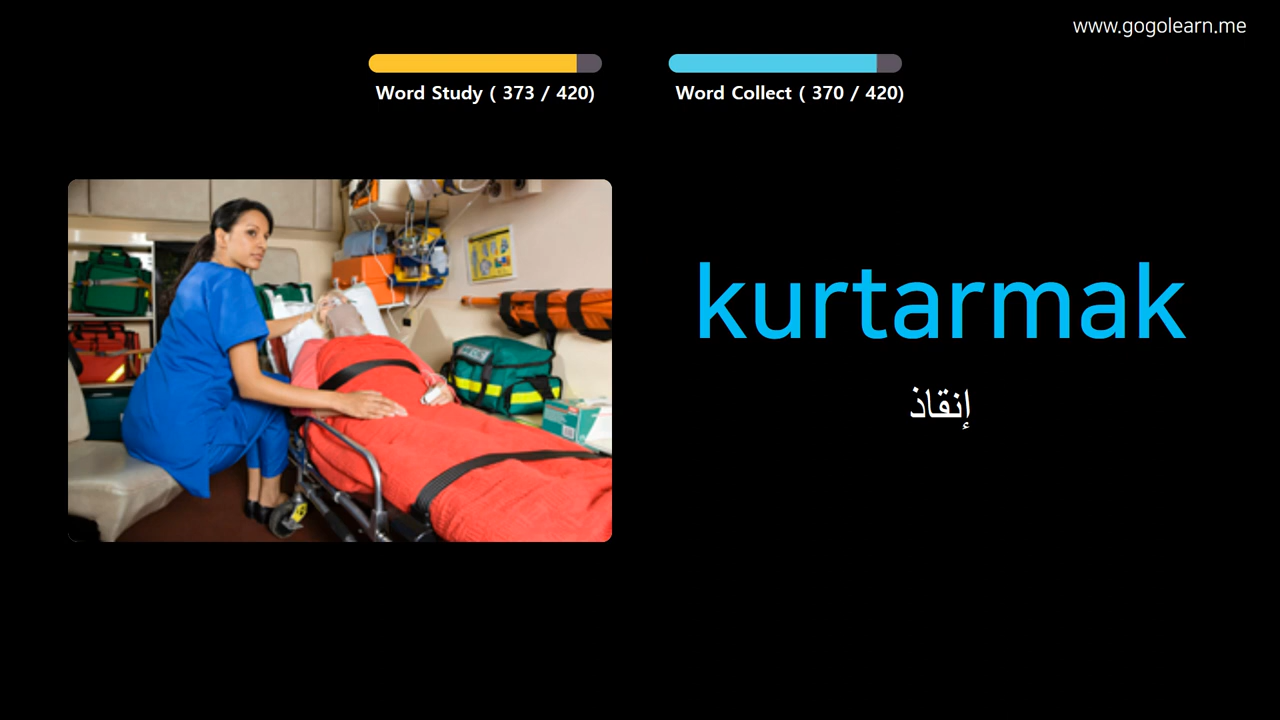 www.gogolearn.me
Word Study ( 373 / 420)
Word Collect ( 370 / 420)
kurtarmak
إنقاذ